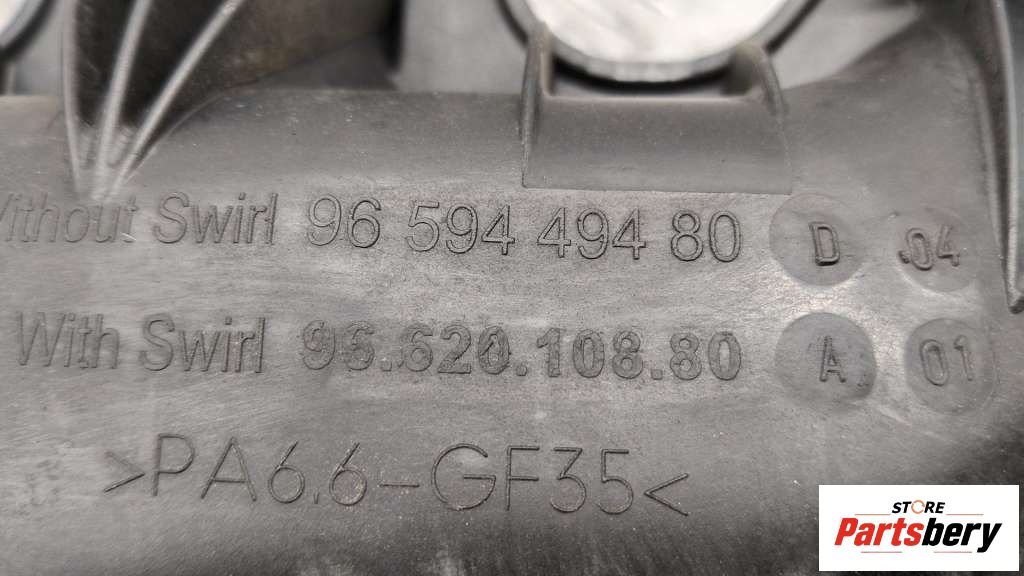 Without Swirl 96 594 494 80 D .04
With Swirl 96.620.108.80 A 01
>PA6.6-GF35<
STORE
Partsbery